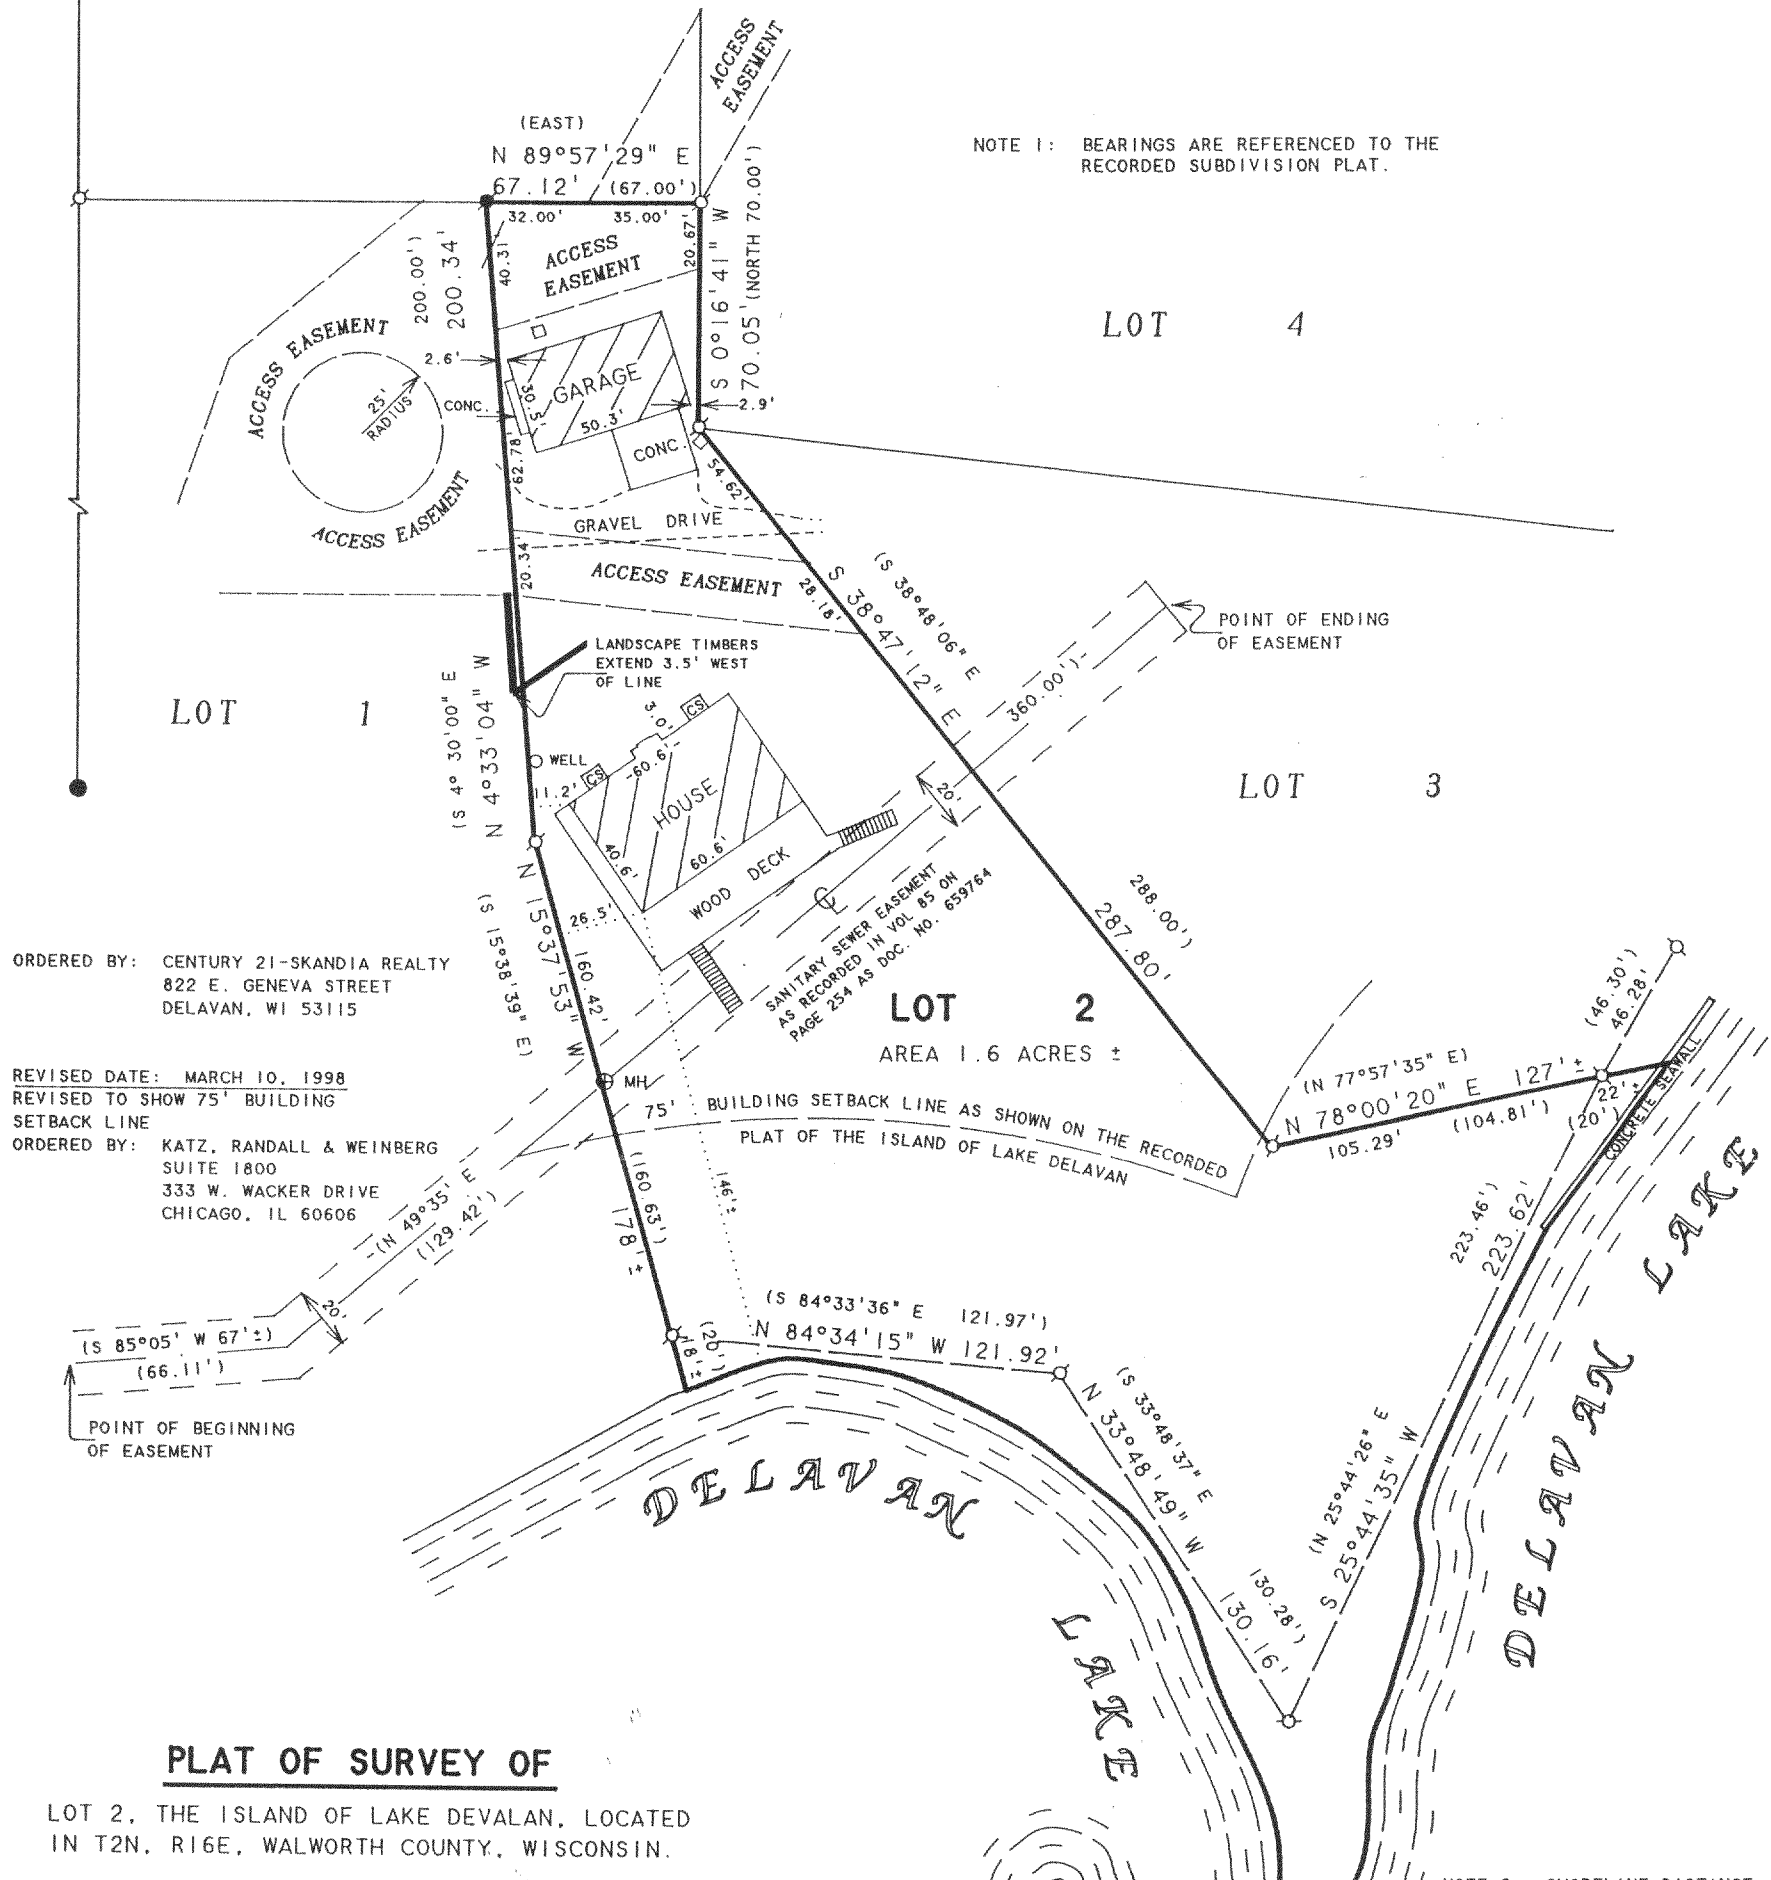 ACCESS
EASEMENT
(EAST)
N 89°57'29" E
67.12' (67.00')
32.00' 35.00'
NOTE 1: BEARINGS ARE REFERENCED TO THE
RECORDED SUBDIVISION PLAT.
200.00')
200.34'
40.31'
ACCESS
EASEMENT
20.67'
S 0°16'41" W
70.05' (NORTH 70.00')
LOT 4
ACCESS EASEMENT
25'
RADIUS
ACCESS EASEMENT
2.6'
CONC.
30.5'
GARAGE
50.3'
2.9'
CONC.
62.78'
54.62'
GRAVEL DRIVE
20.34'
ACCESS EASEMENT
28.18'
S 38°47'12" E
(S 38°48'06" E
POINT OF ENDING
OF EASEMENT
360.00')
LANDSCAPE TIMBERS
EXTEND 3.5' WEST
OF LINE
LOT 1
(S 4° 30'00" E
N 4°33'04" W
WELL
11.2'
CS
3.0'
CS
60.6'
HOUSE
40.6'
60.6'
WOOD DECK
20'
LOT 3
26.5'
N 15°37'53" W
160.42'
S) 15°38'39" E)
288.00')
287.80'
SANITARY SEWER EASEMENT
AS RECORDED IN VOL 85 ON
PAGE 254 AS DOC. NO. 659764
LOT 2
AREA 1.6 ACRES ±
ORDERED BY: CENTURY 21-SKANDIA REALTY
822 E. GENEVA STREET
DELAVAN, WI 53115
REVISED DATE: MARCH 10, 1998
REVISED TO SHOW 75' BUILDING
SETBACK LINE
ORDERED BY: KATZ, RANDALL & WEINBERG
SUITE 1800
333 W. WACKER DRIVE
CHICAGO, IL 60606
MH
75' BUILDING SETBACK LINE AS SHOWN ON THE RECORDED
PLAT OF THE ISLAND OF LAKE DELAVAN
(N 77°57'35" E)
N 78°00'20" E 127'±
105.29' (104.81')
22'±
(20')
(46.30')
46.28'
CONCRETE SEAWALL
(160.63')
178'±
146'±
(N 49°35' E
(129.42')
20'
(S 85°05' W 67'±)
(66.11')
POINT OF BEGINNING
OF EASEMENT
18'±
(20')
(S 84°33'36" E 121.97')
N 84°34'15" W 121.92'
(S 33°48'37" E
N 33°48'49" W
130.28')
130.16'
223.46')
223.62'
(N 25°44'26" E
S 25°44'35" W
DELAVAN LAKE
DELAVAN LAKE
PLAT OF SURVEY OF
LOT 2, THE ISLAND OF LAKE DEVALAN, LOCATED
IN T2N, R16E, WALWORTH COUNTY, WISCONSIN.